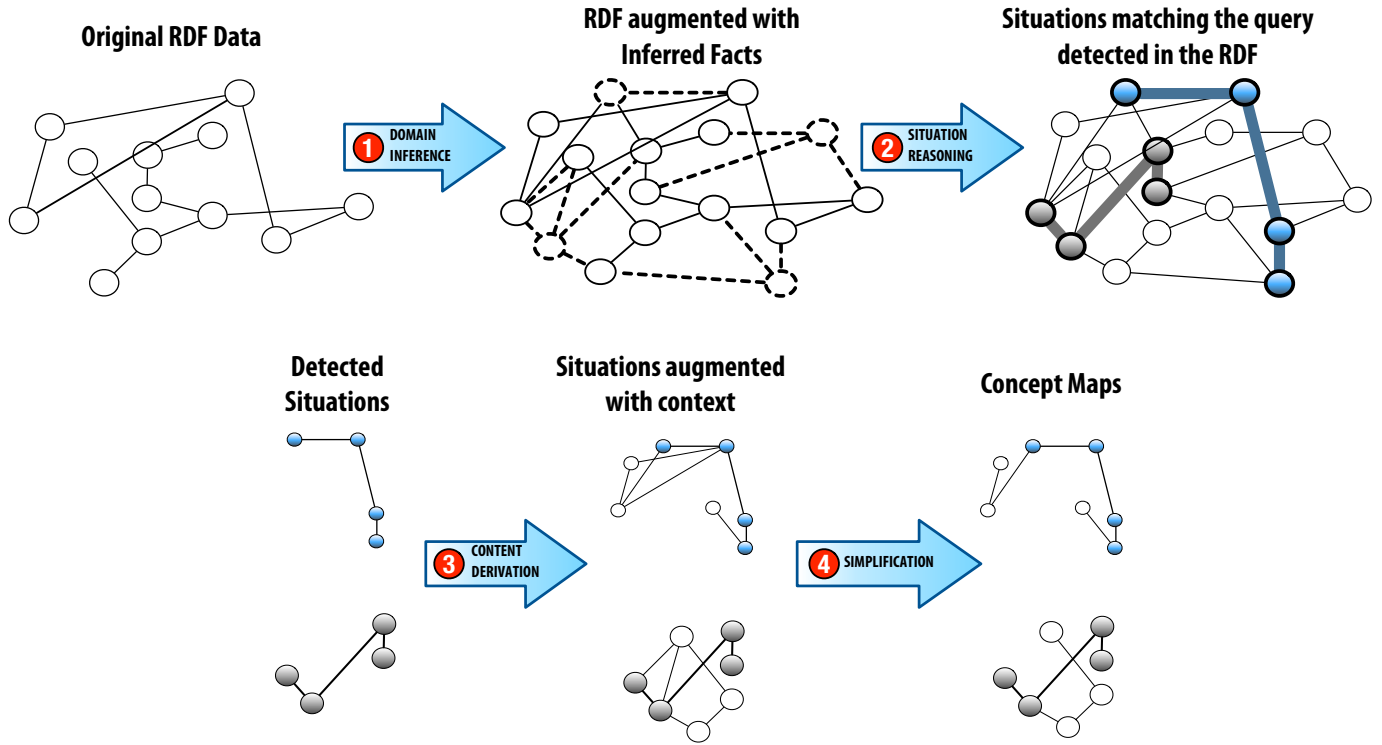 Original RDF Data
RDF augmented with
Inferred Facts
Situations matching the query
detected in the RDF
1 DOMAIN
INFERENCE
2 SITUATION
REASONING
Detected
Situations
Situations augmented
with context
Concept Maps
3 CONTENT
DERIVATION
4 SIMPLIFICATION